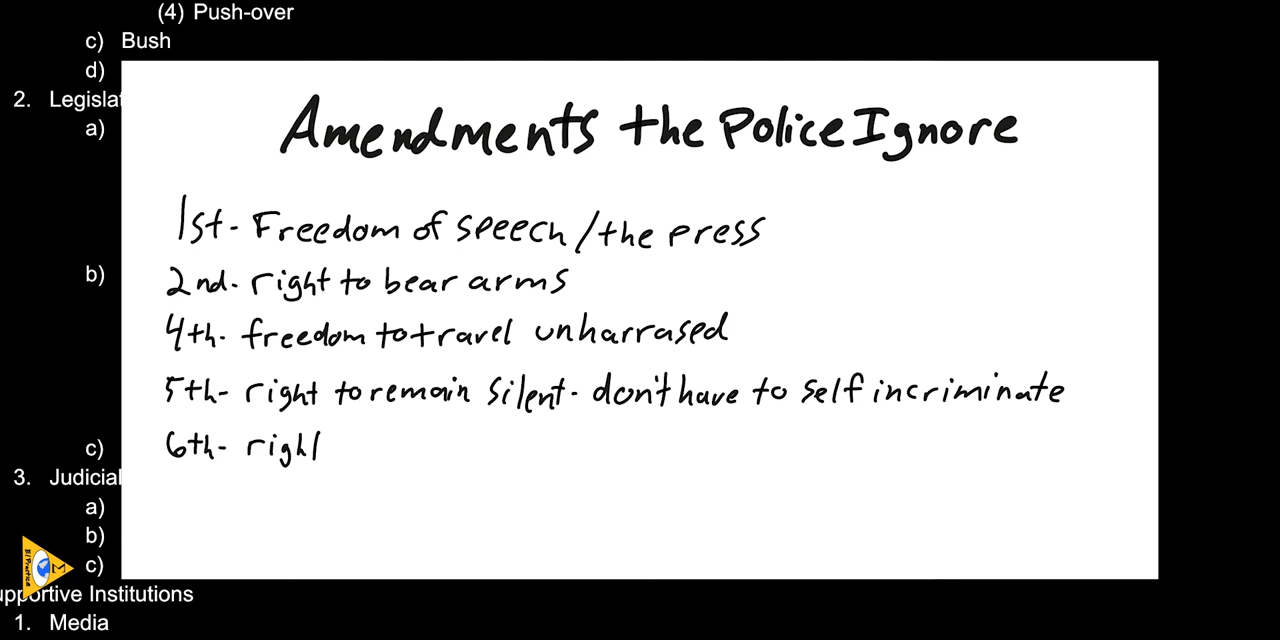 (4) Push-over
c) Bush
d)
2. Legislat
a)
Amendments the Police Ignore
1st- Freedom of speech/the press
b)
2nd- right to bear arms
4th- freedom to travel unharrased
5th- right to remain silent- don't have to self incriminate
c)
6th- righ
3. Judicial
a)
b)
c)
upportive Institutions
1. Media